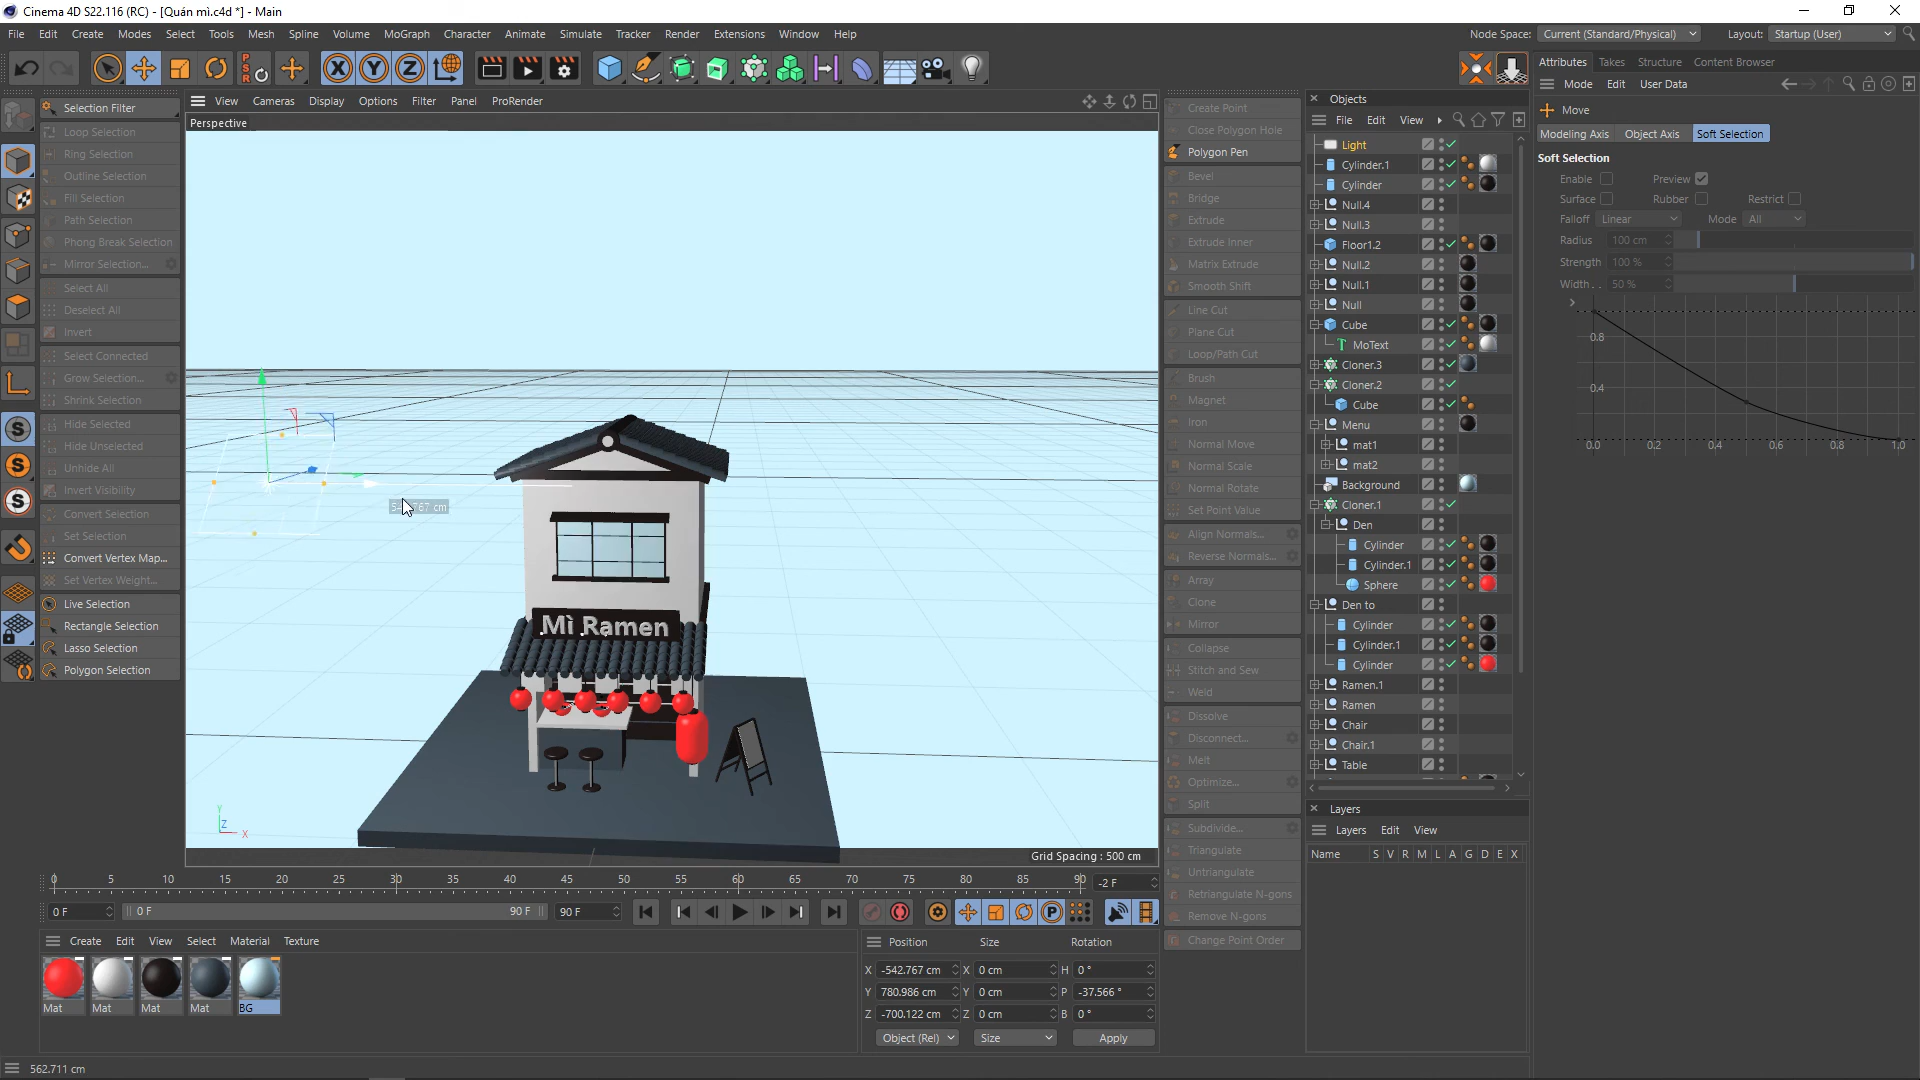 Cinema 4D S22.116 (RC) - [Quán mì.c4d *] - Main
File Edit Create Modes Select Tools Mesh Spline Volume MoGraph Character Animate Simulate Tracker Render Extensions Window Help
Node Space: Current (Standard/Physical) Layout: Startup (User)
Selection Filter
Loop Selection
Ring Selection
Outline Selection
Fill Selection
Path Selection
Phong Break Selection
Mirror Selection...
Select All
Deselect All
Invert
Select Connected
Grow Selection...
Shrink Selection
Hide Selected
Hide Unselected
Unhide All
Invert Visibility
Convert Selection
Set Selection
Convert Vertex Map...
Set Vertex Weight...
Live Selection
Rectangle Selection
Lasso Selection
Polygon Selection
View Cameras Display Options Filter Panel ProRender
Perspective
Mì Ramen
Y
Z
X
Grid Spacing : 500 cm
Create Point
Close Polygon Hole
Polygon Pen
Bevel
Bridge
Extrude
Extrude Inner
Matrix Extrude
Smooth Shift
Line Cut
Plane Cut
Loop/Path Cut
Brush
Magnet
Iron
Normal Move
Normal Scale
Normal Rotate
Set Point Value
Align Normals...
Reverse Normals...
Array
Clone
Mirror
Collapse
Stitch and Sew
Weld
Dissolve
Disconnect...
Melt
Optimize...
Split
Subdivide...
Triangulate
Untriangulate
Retriangulate N-gons
Remove N-gons
Change Point Order
Objects
File Edit View
Light
Cylinder.1
Cylinder
Null.4
Null.3
Floor1.2
Null.2
Null.1
Null
Cube
MoText
Cloner.3
Cloner.2
Cube
Menu
mat1
mat2
Background
Cloner.1
Den
Cylinder
Cylinder.1
Sphere
Den to
Cylinder
Cylinder.1
Cylinder
Ramen.1
Ramen
Chair
Chair.1
Table
Layers
Layers Edit View
Name S V R M L A G D E X
Attributes Takes Structure Content Browser
Mode Edit User Data
Move
Modeling Axis Object Axis Soft Selection
Soft Selection
Enable Preview
Surface Rubber Restrict
Falloff Linear Mode All
Radius 100 cm
Strength 100 %
Width . . 50 %
0.8
0.4
0.0 0.2 0.4 0.6 0.8 1.0
0 5 10 15 20 25 30 35 40 45 50 55 60 65 70 75 80 85 90 -2 F
0 F 0 F 90 F 90 F
Create Edit View Select Material Texture
Mat Mat Mat Mat BG
Position Size Rotation
X -542.767 cm X 0 cm H 0 °
Y 780.986 cm Y 0 cm P -37.566 °
Z -700.122 cm Z 0 cm B 0 °
Object (Rel) Size Apply
562.711 cm